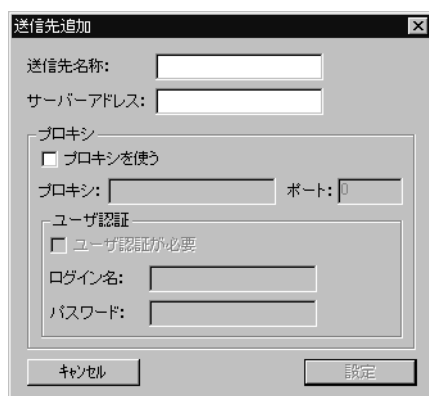 送信先追加
送信先名称:
サーバーアドレス:
プロキシ
プロキシを使う
プロキシ: ポート: 0
ユーザ認証
ユーザ認証が必要
ログイン名:
パスワード:
キャンセル 設定